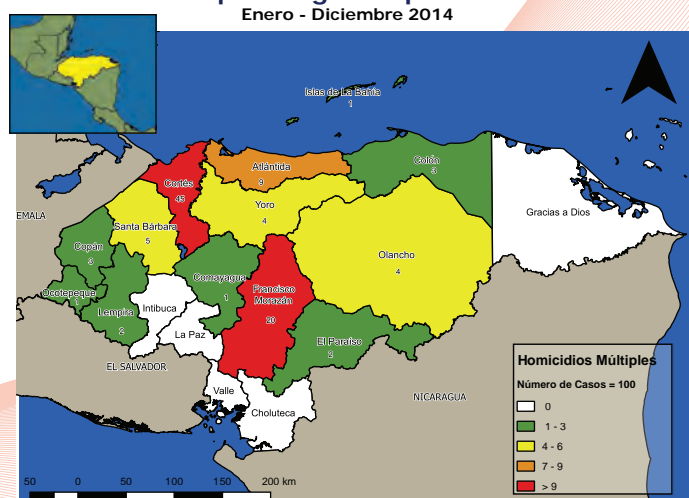 Enero - Diciembre 2014
Islas de La Bahía
1
Atlántida
9
Colón
3
Cortés
45
Yoro
4
Gracias a Dios
EMALA
Santa Bárbara
5
Copán
3
Olancho
4
Comayagua
1
Francisco
Morazán
20
Ocotepeque
1
Lempira
2
Intibuca
La Paz
El Paraíso
2
EL SALVADOR
Valle
Choluteca
NICARAGUA
Homicidios Múltiples
Número de Casos = 100
0
1 - 3
4 - 6
7 - 9
> 9
50 0 50 100 150 200 km